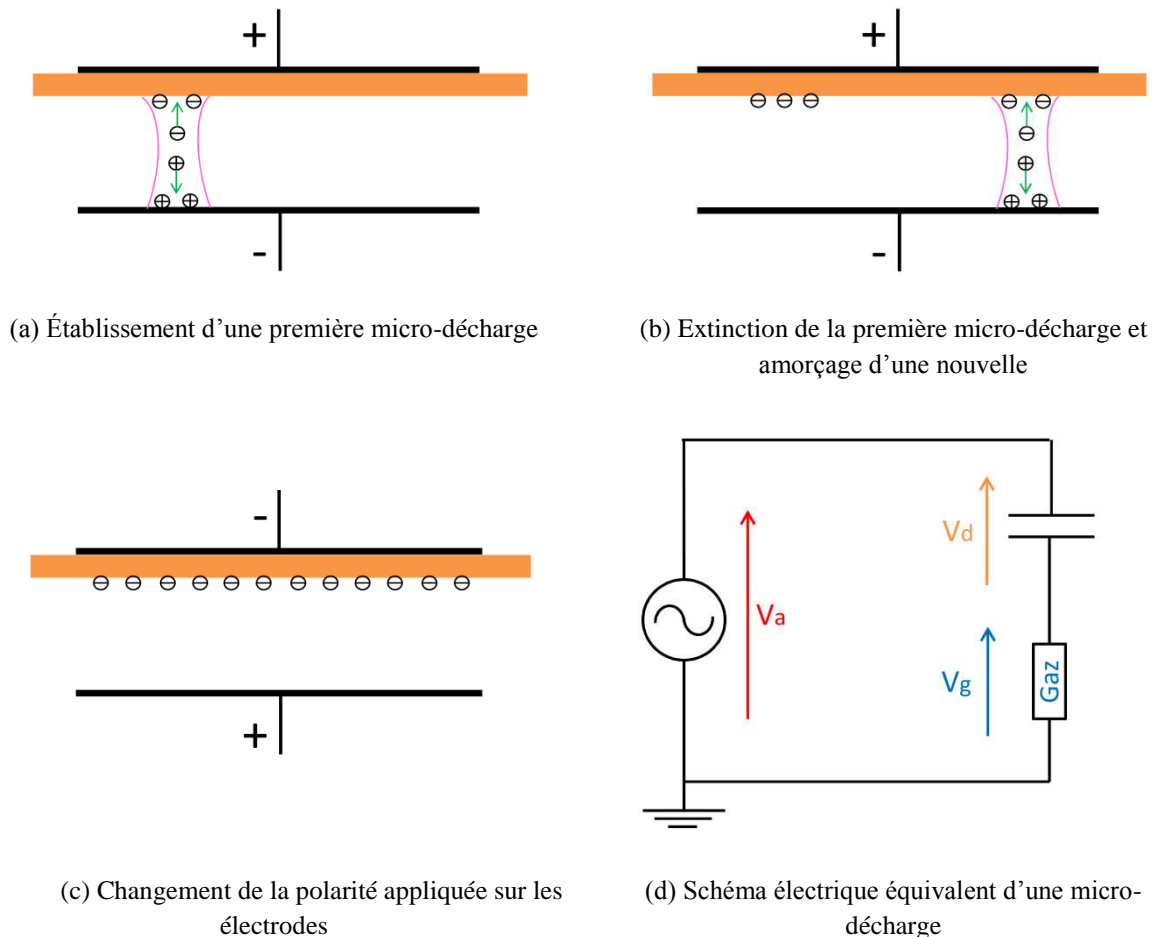 +
+
-
-
(a) Établissement d’une première micro-décharge
(b) Extinction de la première micro-décharge et
amorçage d’une nouvelle
-
+
Va
Vd
Vg
Gaz
(c) Changement de la polarité appliquée sur les
électrodes
(d) Schéma électrique équivalent d’une micro-
décharge